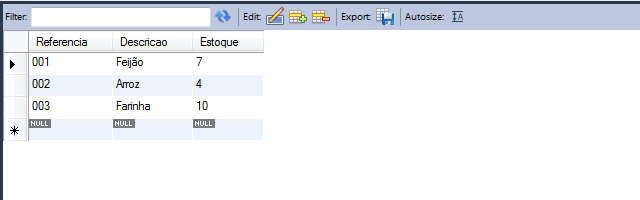 Filter: Edit: Export: Autosize:
Referencia Descricao Estoque
001 Feijão 7
002 Arroz 4
003 Farinha 10
NULL NULL NULL